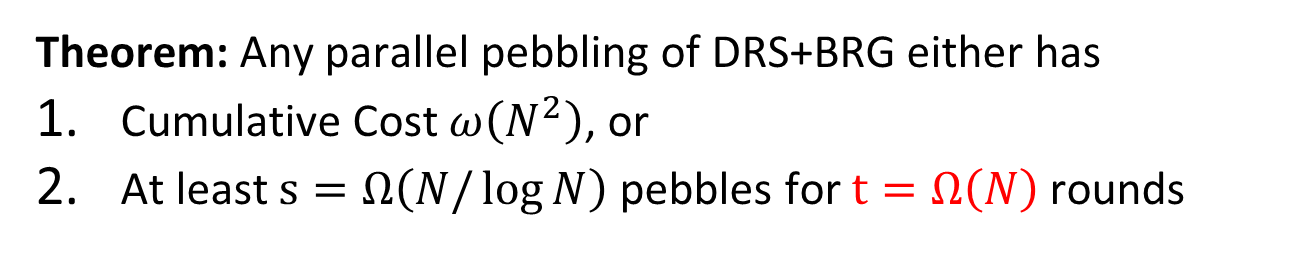 Theorem: Any parallel pebbling of DRS+BRG either has
1. Cumulative Cost ω(N²), or
2. At least s = Ω(N/log N) pebbles for t = Ω(N) rounds